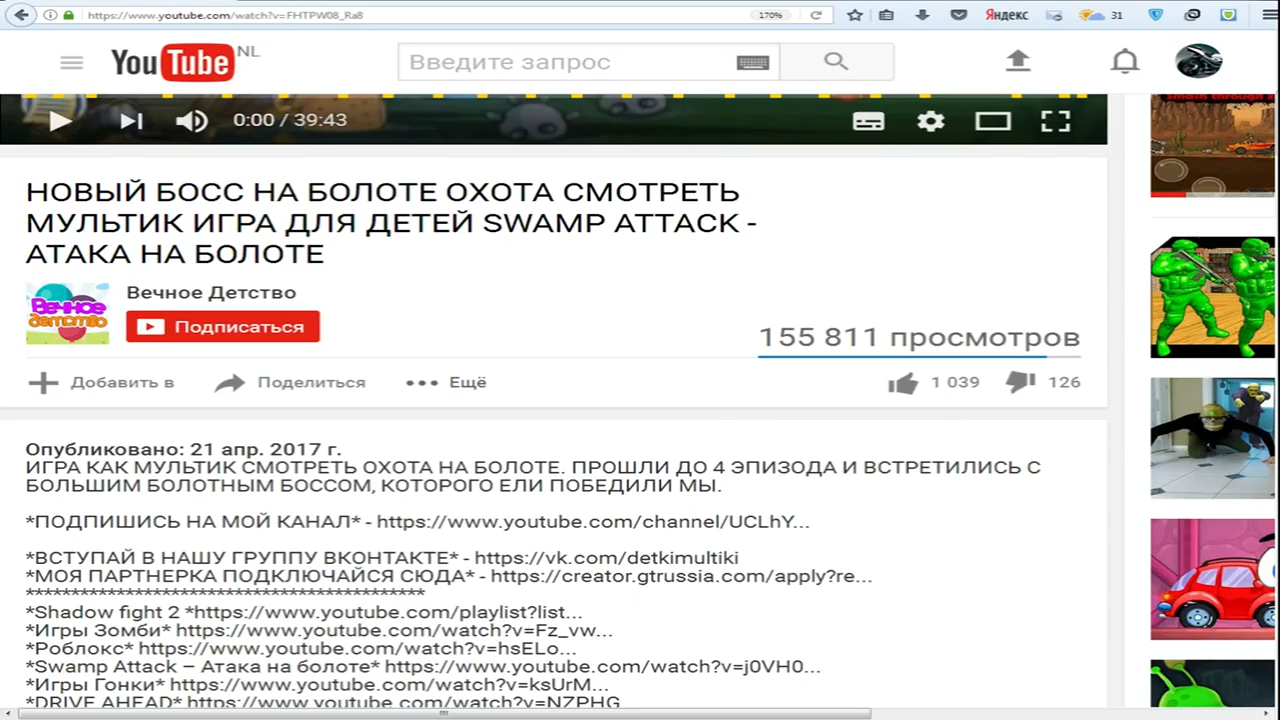 https://www.youtube.com/watch?v=FHTPW08_Ra8
170%
Яндекс
31
YouTube NL
Введите запрос
0:00 / 39:43
НОВЫЙ БОСС НА БОЛОТЕ ОХОТА СМОТРЕТЬ
МУЛЬТИК ИГРА ДЛЯ ДЕТЕЙ SWAMP ATTACK -
АТАКА НА БОЛОТЕ
Вечное Детство
Вечное
детство
Подписаться
155 811 просмотров
Добавить в
Поделиться
Ещё
1 039
126
Опубликовано: 21 апр. 2017 г.
ИГРА КАК МУЛЬТИК СМОТРЕТЬ ОХОТА НА БОЛОТЕ. ПРОШЛИ ДО 4 ЭПИЗОДА И ВСТРЕТИЛИСЬ С
БОЛЬШИМ БОЛОТНЫМ БОССОМ, КОТОРОГО ЕЛИ ПОБЕДИЛИ МЫ.
*ПОДПИШИСЬ НА МОЙ КАНАЛ* - https://www.youtube.com/channel/UCLhY...
*ВСТУПАЙ В НАШУ ГРУППУ ВКОНТАКТЕ* - https://vk.com/detkimultiki
*МОЯ ПАРТНЕРКА ПОДКЛЮЧАЙСЯ СЮДА* - https://creator.gtrussia.com/apply?re...
********************************************
*Shadow fight 2 *https://www.youtube.com/playlist?list...
*Игры Зомби* https://www.youtube.com/watch?v=Fz_vw...
*Роблокс* https://www.youtube.com/watch?v=hsELo...
*Swamp Attack – Атака на болоте* https://www.youtube.com/watch?v=j0VH0...
*Игры Гонки* https://www.youtube.com/watch?v=ksUrM...
*DRIVE AHEAD* https://www.youtube.com/watch?v=NZPHG